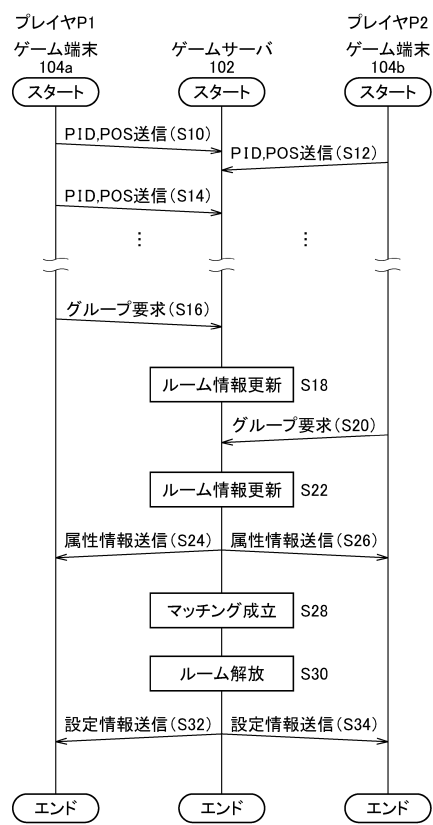 プレイヤP1
プレイヤP2
ゲーム端末
ゲームサーバ
ゲーム端末
104a
102
104b
スタート
スタート
スタート
PID,POS送信(S10)
PID,POS送信(S12)
PID,POS送信(S14)
グループ要求(S16)
ルーム情報更新
S18
グループ要求(S20)
ルーム情報更新
S22
属性情報送信(S24)
属性情報送信(S26)
マッチング成立
S28
ルーム解放
S30
設定情報送信(S32)
設定情報送信(S34)
エンド
エンド
エンド